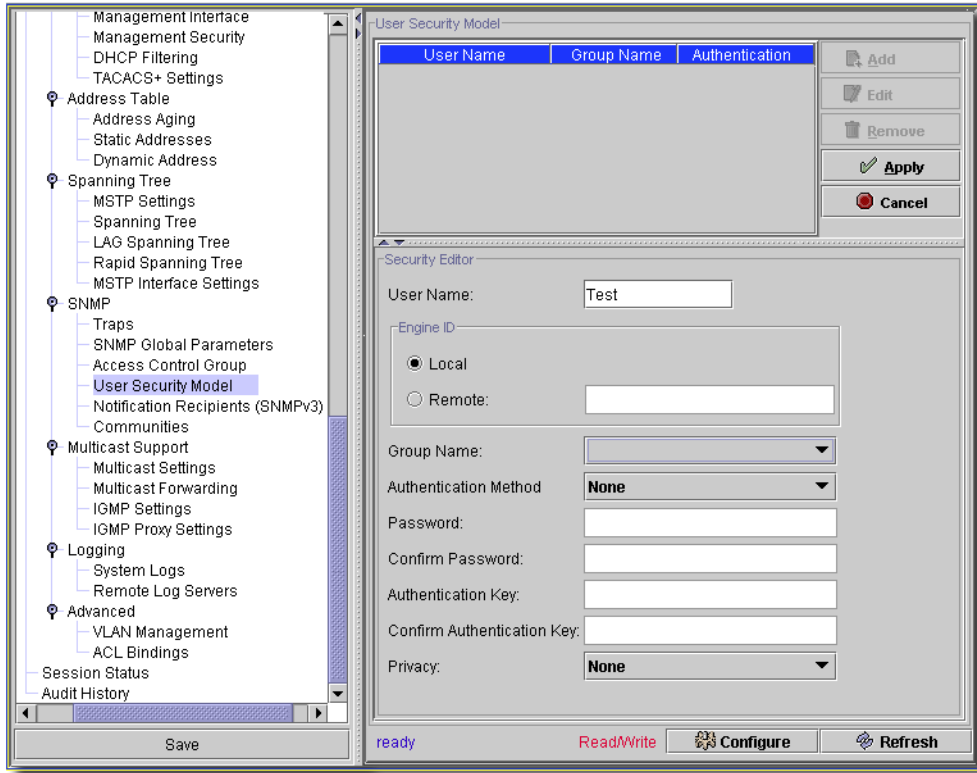 Management Interface
Management Security
DHCP Filtering
TACACS+ Settings
Address Table
Address Aging
Static Addresses
Dynamic Address
Spanning Tree
MSTP Settings
Spanning Tree
LAG Spanning Tree
Rapid Spanning Tree
MSTP Interface Settings
SNMP
Traps
SNMP Global Parameters
Access Control Group
User Security Model
Notification Recipients (SNMPv3)
Communities
Multicast Support
Multicast Settings
Multicast Forwarding
IGMP Settings
IGMP Proxy Settings
Logging
System Logs
Remote Log Servers
Advanced
VLAN Management
ACL Bindings
Session Status
Audit History
Save
User Security Model
User Name Group Name Authentication
Add
Edit
Remove
Apply
Cancel
Security Editor
User Name: Test
Engine ID
Local
Remote:
Group Name:
Authentication Method None
Password:
Confirm Password:
Authentication Key:
Confirm Authentication Key:
Privacy: None
ready Read/Write Configure Refresh